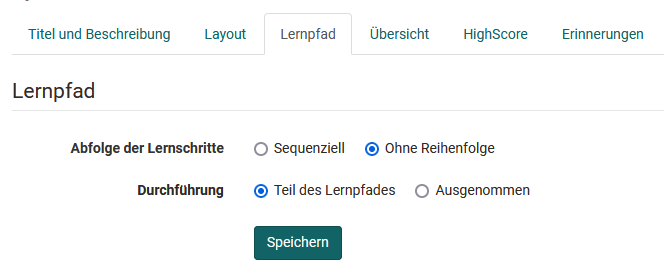 Titel und Beschreibung Layout Lernpfad Übersicht HighScore Erinnerungen
Lernpfad
Abfolge der Lernschritte Sequenziell Ohne Reihenfolge
Durchführung Teil des Lernpfades Ausgenommen
Speichern